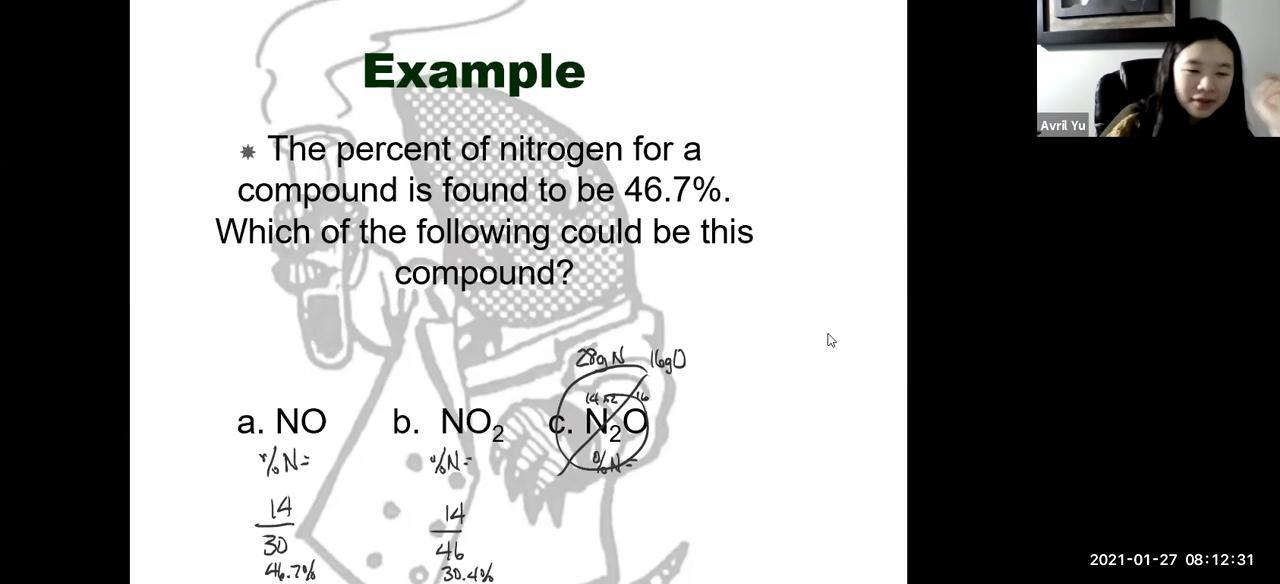 Example
Avril Yu
✷ The percent of nitrogen for a
compound is found to be 46.7%.
Which of the following could be this
compound?
28g N 16g O
14 x2 16
a. NO b. NO₂ c. N₂O
%N= %N= %N=
14 14
30 46
46.7% 30.4%
2021-01-27 08:12:31